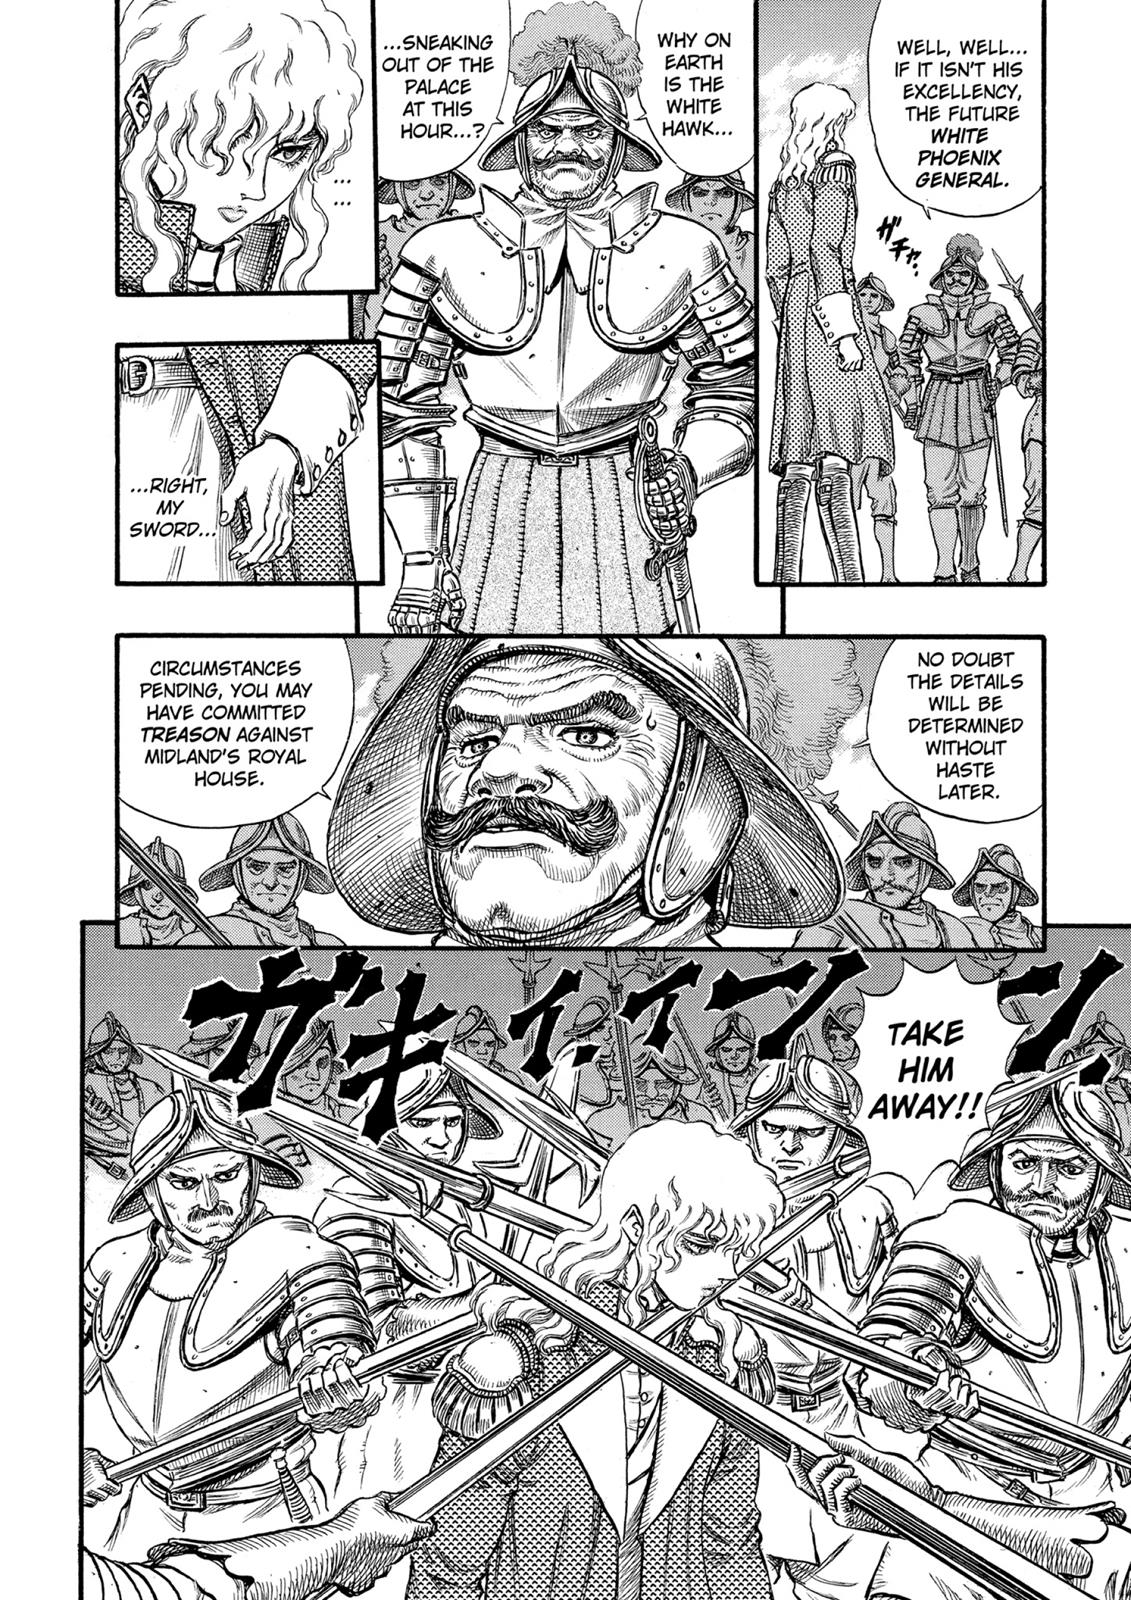 WELL, WELL...
IF IT ISN'T HIS
EXCELLENCY,
THE FUTURE
WHITE
PHOENIX
GENERAL.
ガチャ.
WHY ON
EARTH
IS THE
WHITE
HAWK...
...SNEAKING
OUT OF THE
PALACE
AT THIS
HOUR...?
...
...
...RIGHT,
MY
SWORD...
NO DOUBT
THE DETAILS
WILL BE
DETERMINED
WITHOUT
HASTE
LATER.
CIRCUMSTANCES
PENDING, YOU MAY
HAVE COMMITTED
TREASON AGAINST
MIDLAND'S ROYAL
HOUSE.
TAKE
HIM
AWAY!!
ガキィィィン